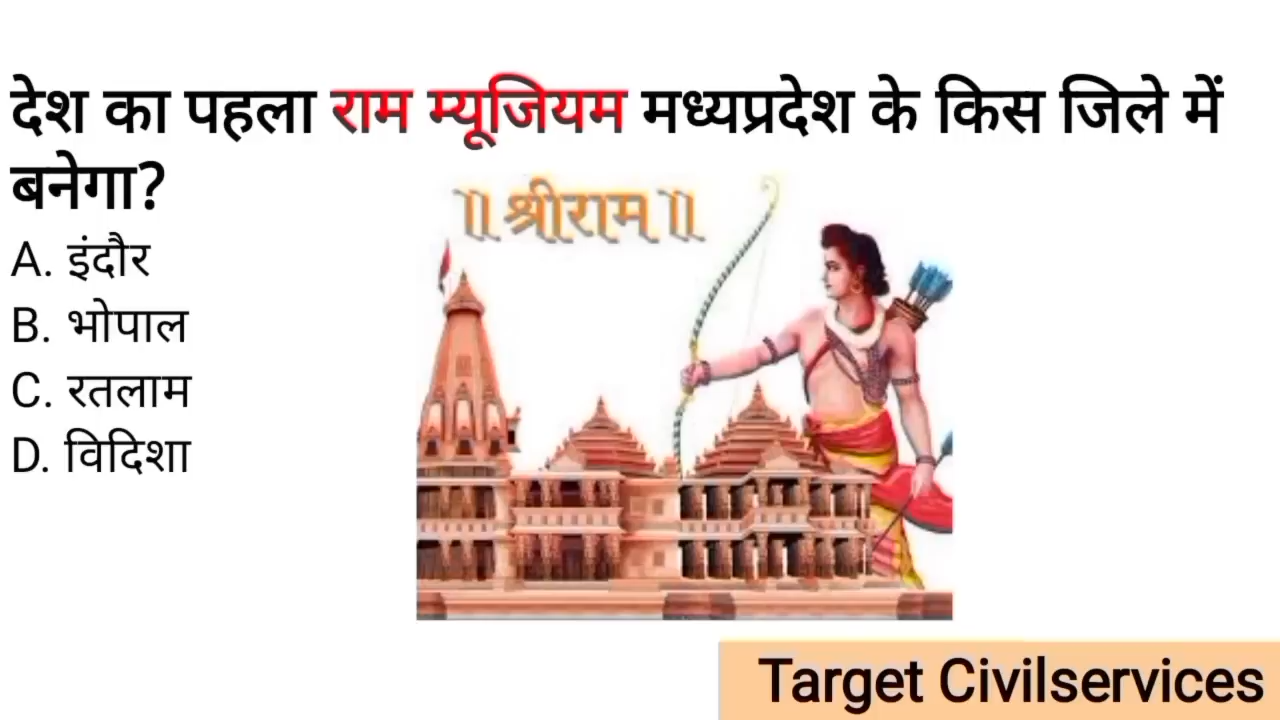 देश का पहला राम म्यूजियम मध्यप्रदेश के किस जिले में
बनेगा?
॥ श्रीराम ॥
A. इंदौर
B. भोपाल
C. रतलाम
D. विदिशा
Target Civilservices